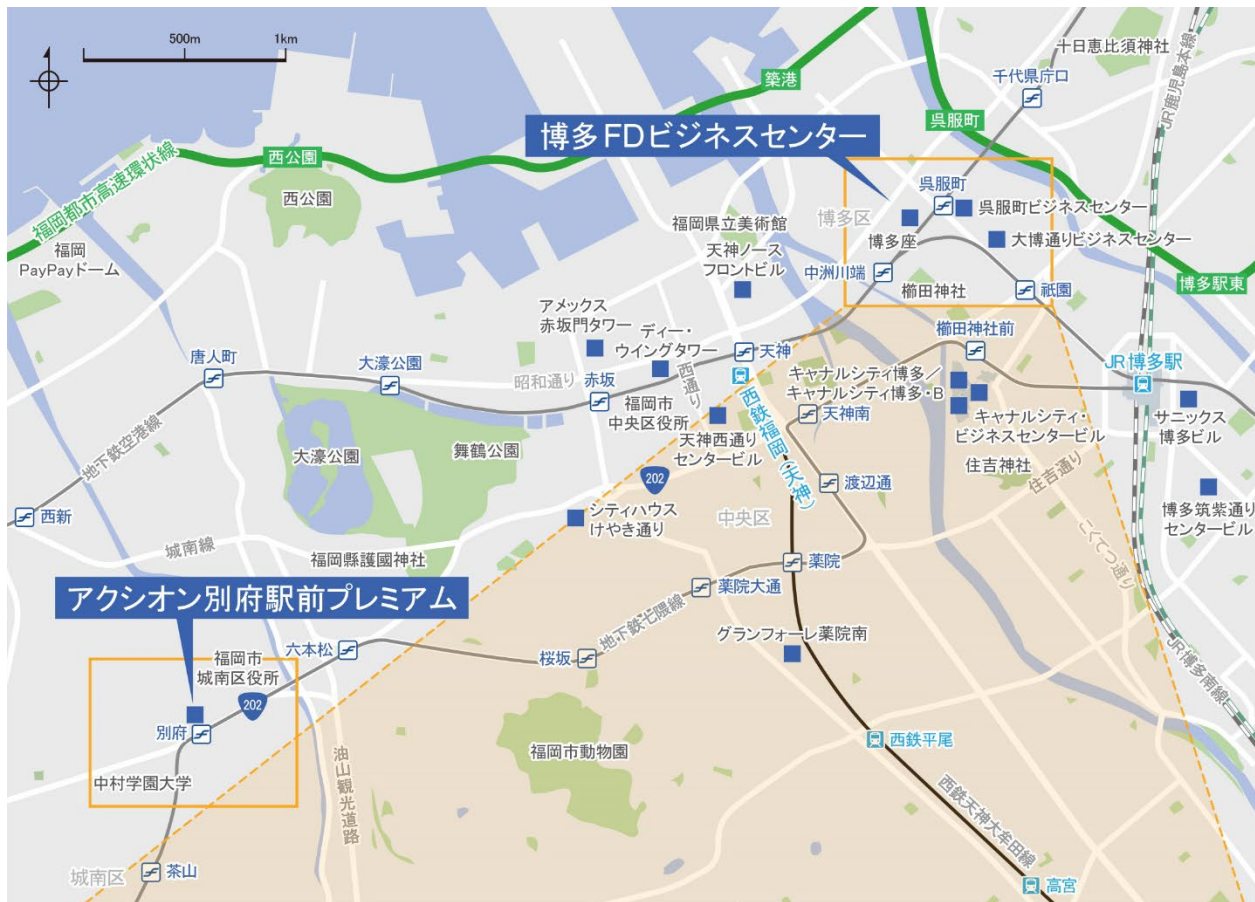 500m
1km
十日恵比須神社
千代県庁口
JR鹿児島本線
築港
呉服町
博多FDビジネスセンター
福岡都市高速環状線
西公園
西公園
呉服町
呉服町ビジネスセンター
博多区
博多座
大博通りビジネスセンター
福岡県立美術館
天神ノース
フロントビル
福岡
PayPayドーム
中洲川端
櫛田神社
祇園
博多駅東
アメックス
赤坂門タワー
ディー・
ウイングタワー
西通り
天神
櫛田神社前
JR博多駅
唐人町
大濠公園
昭和通り
赤坂
福岡市
中央区役所
西鉄福岡(天神)
キャナルシティ博多/
キャナルシティ博多・B
天神南
キャナルシティ・
ビジネスセンタービル
サニックス
博多ビル
天神西通り
センタービル
住吉神社
住吉通り
地下鉄空港線
大濠公園
舞鶴公園
202
渡辺通
西新
シティハウス
けやき通り
中央区
博多筑紫通り
センタービル
こくてつ通り
城南線
福岡縣護國神社
薬院
薬院大通
アクシオン別府駅前プレミアム
地下鉄七隈線
グランフォーレ薬院南
六本松
桜坂
JR博多南線
福岡市
城南区役所
202
別府
西鉄平尾
福岡市動物園
中村学園大学
油山観光道路
西鉄天神大牟田線
城南区
茶山
高宮